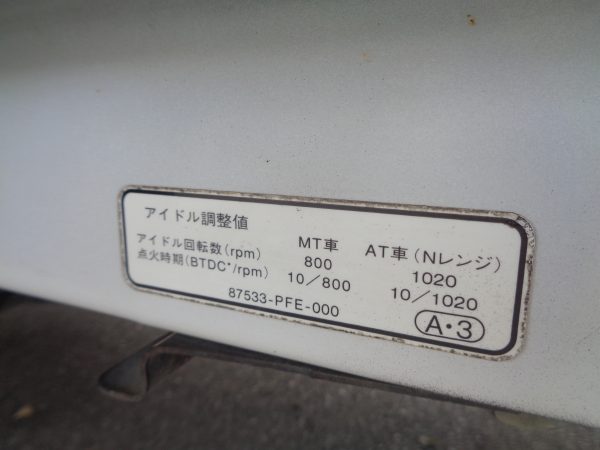 アイドル調整値
MT車 AT車(Nレンジ)
アイドル回転数(rpm) 800 1020
点火時期(BTDC°/rpm) 10/800 10/1020
87533-PFE-000 A・3